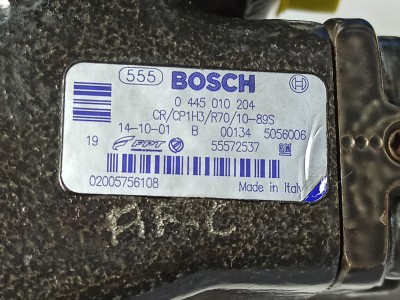 555 BOSCH
0 445 010 204
CR/CP1H3/R70/10-89S
14-10-01 B 00134 5056006
19 FPT 55572537 GM
02005756108 Made in Italy